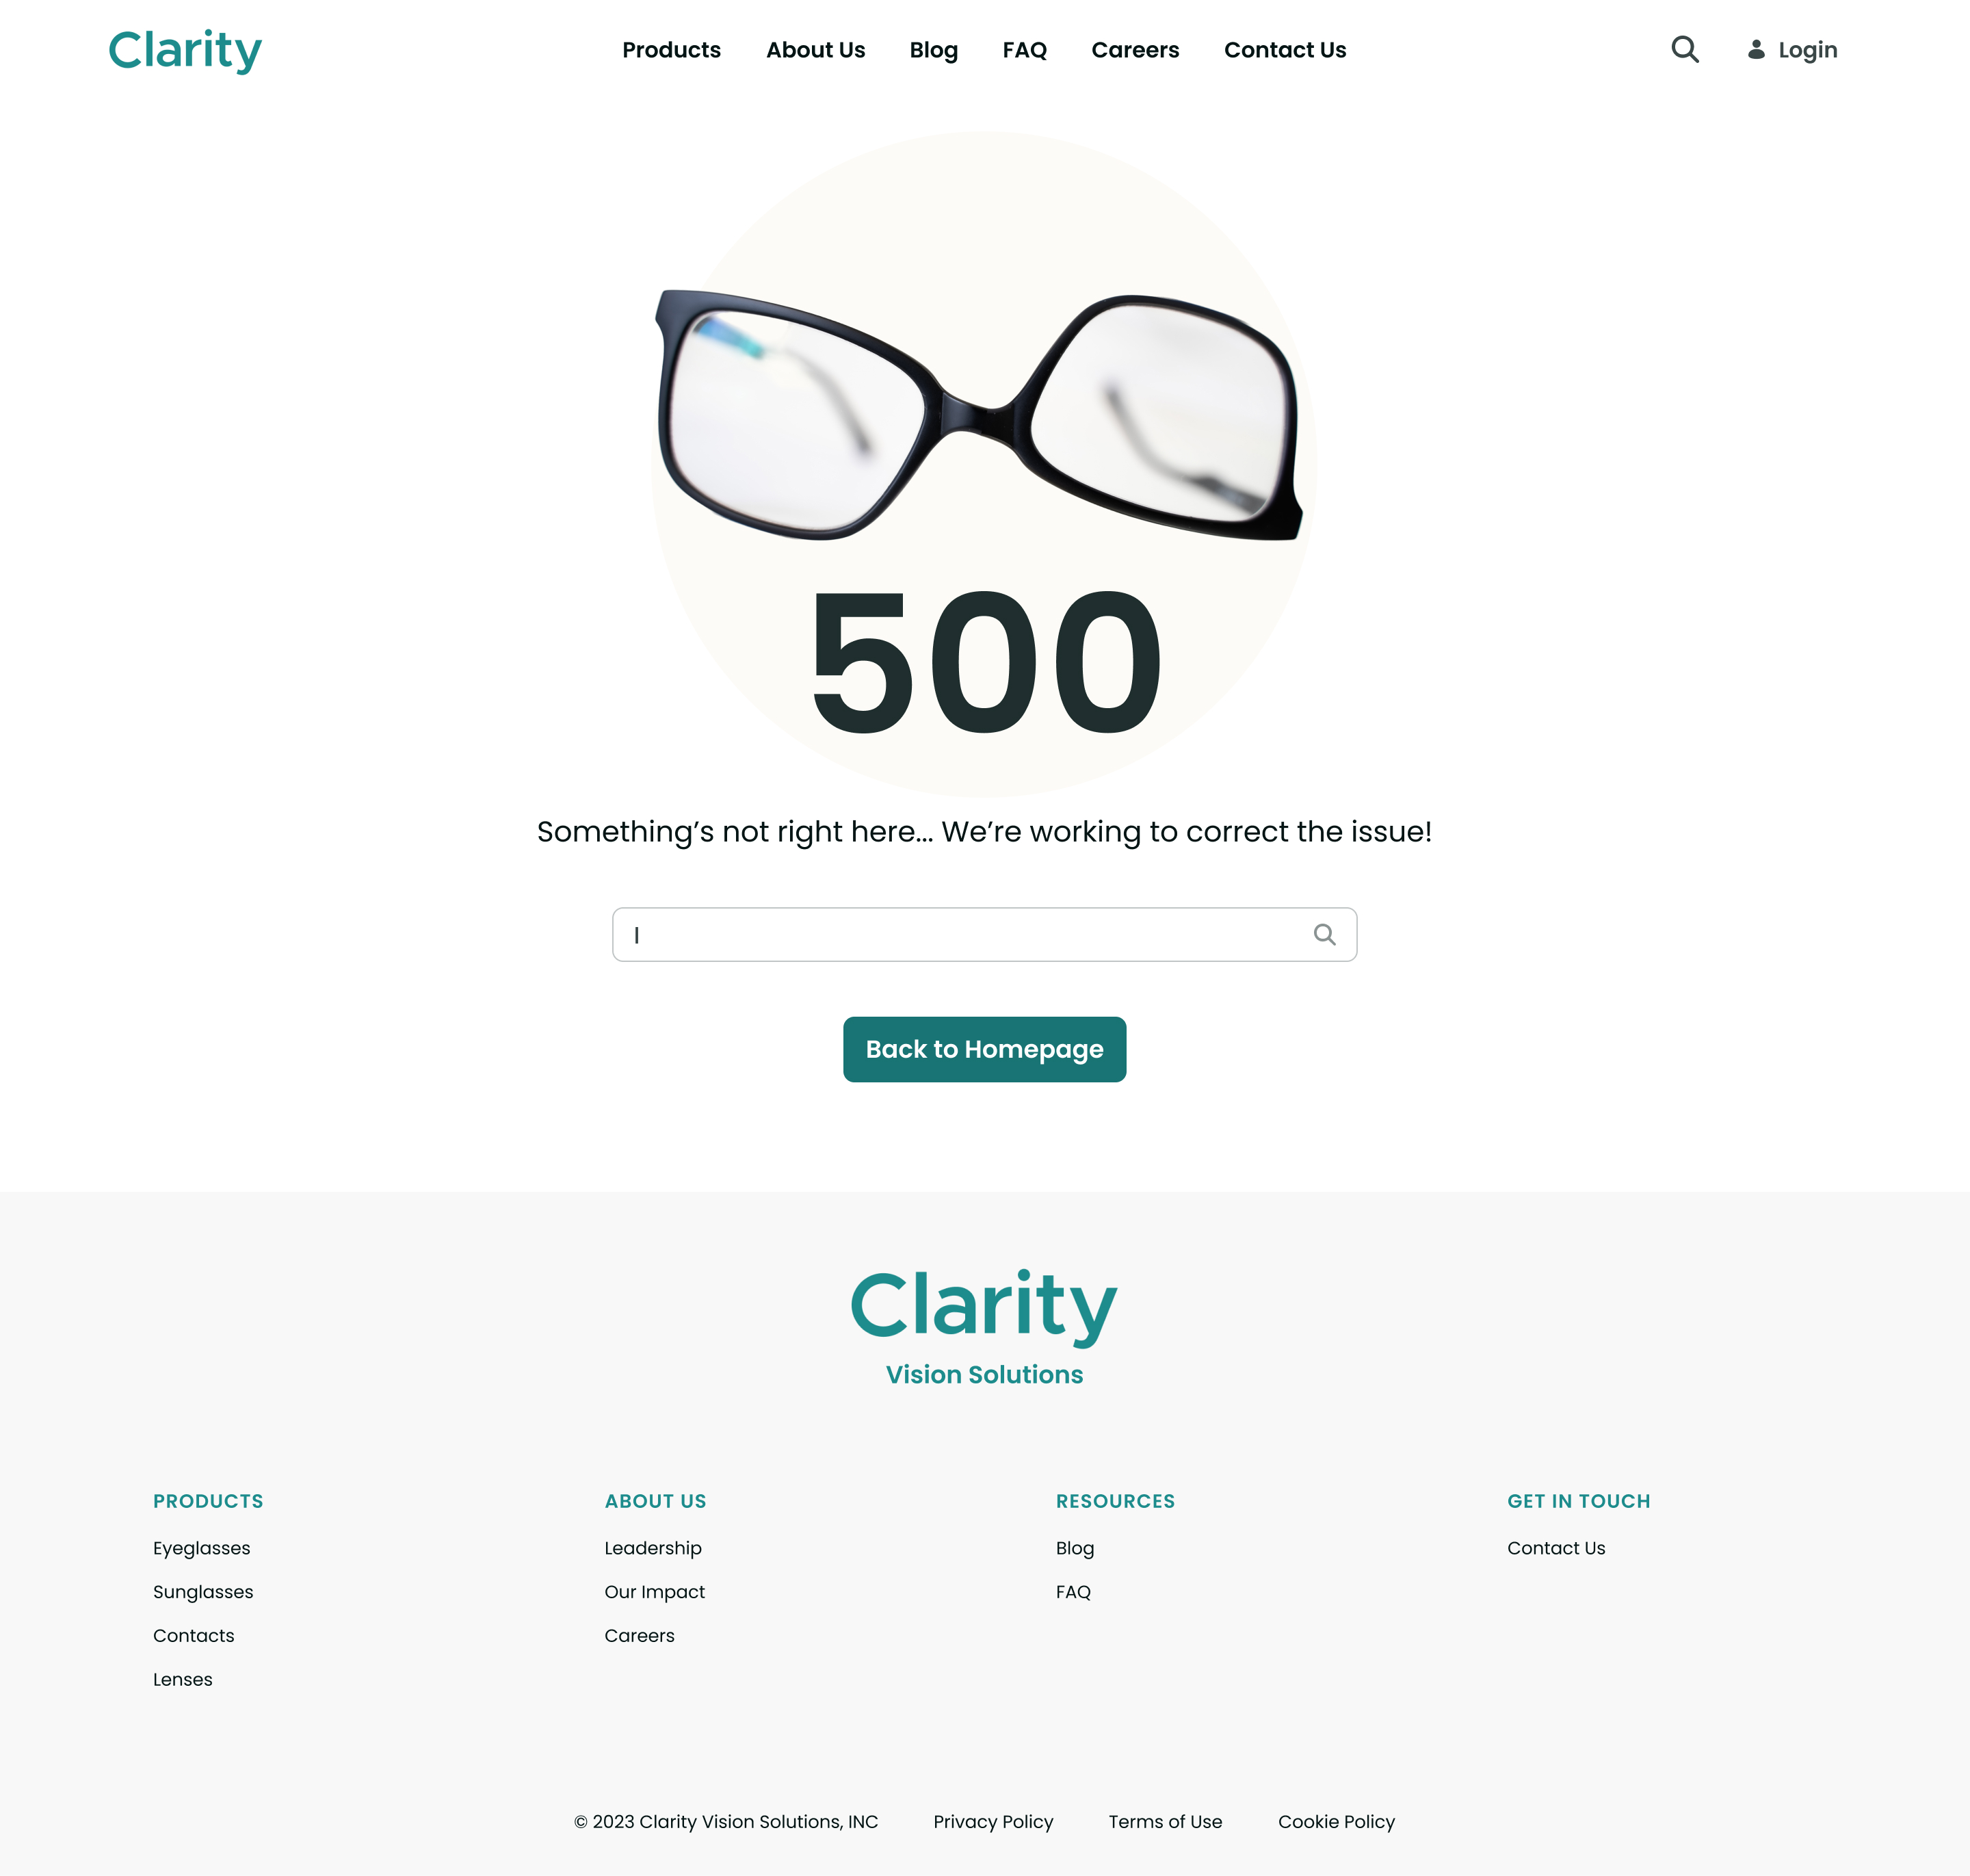 Clarity
Products About Us Blog FAQ Careers Contact Us
Login
500
Something’s not right here... We’re working to correct the issue!
Back to Homepage
Clarity
Vision Solutions
PRODUCTS
Eyeglasses
Sunglasses
Contacts
Lenses
ABOUT US
Leadership
Our Impact
Careers
RESOURCES
Blog
FAQ
GET IN TOUCH
Contact Us
© 2023 Clarity Vision Solutions, INC Privacy Policy Terms of Use Cookie Policy